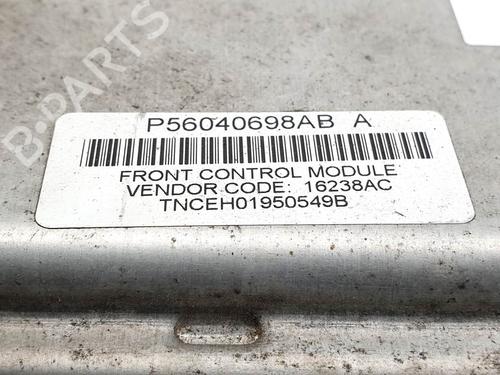 P56040698AB A
FRONT CONTROL MODULE
VENDOR CODE: 16238AC
TNCEH01950549B
B-PARTS